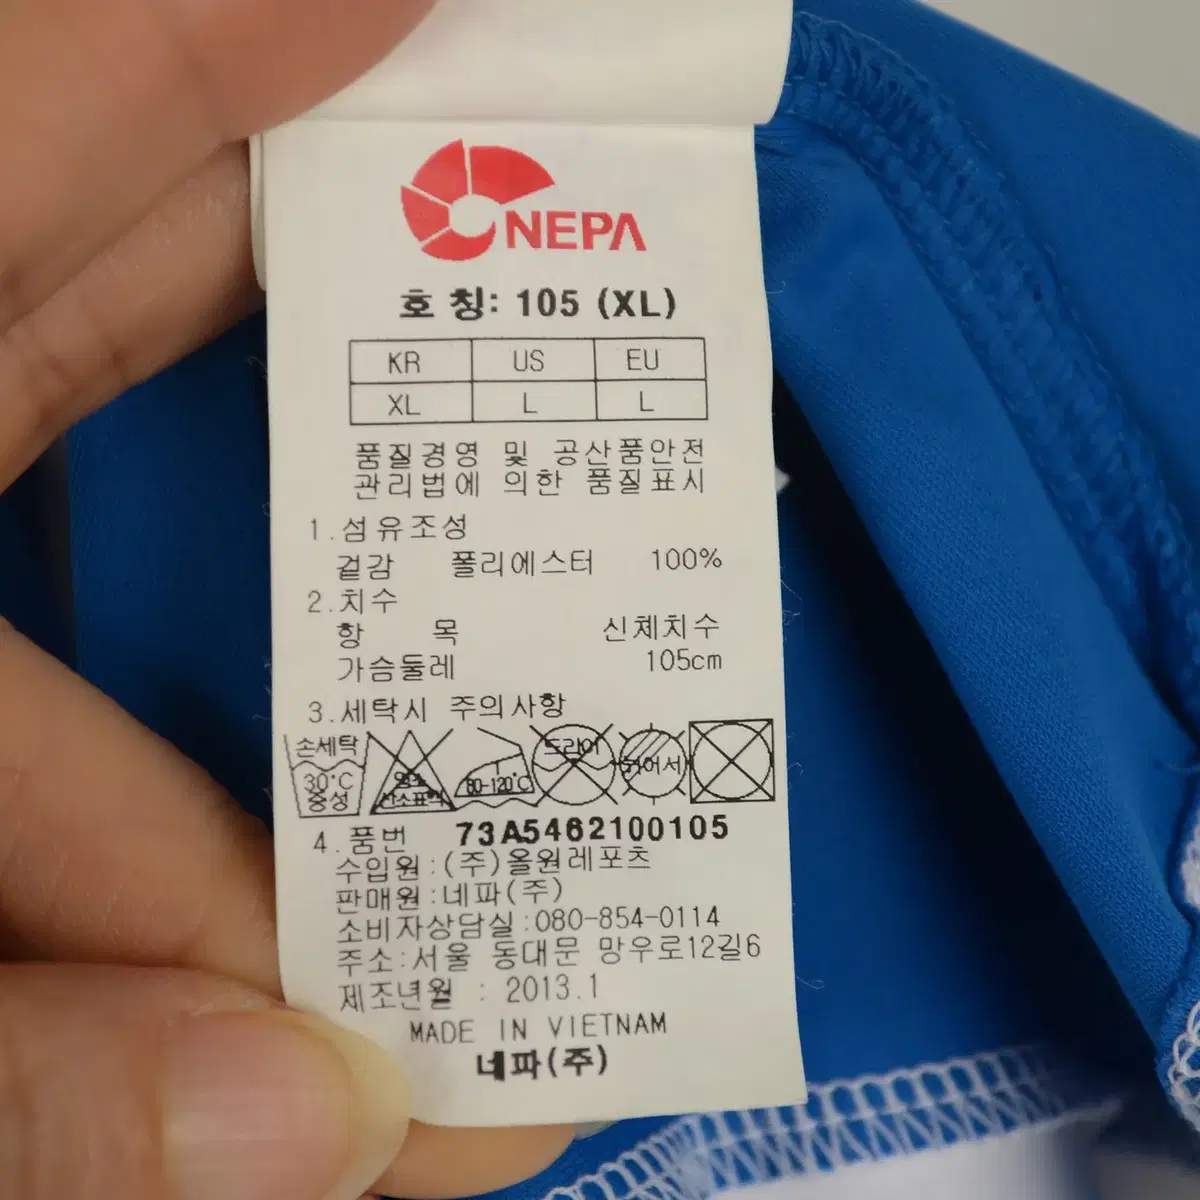 NEPA
호 칭: 105 (XL)
KR US EU
XL L L
품질경영 및 공산품안전
관리법에 의한 품질표시
1.섬유조성
겉감 폴리에스터 100%
2.치수
항 목 신체치수
가슴둘레 105cm
3.세탁시 주의사항
손세탁 30°C 중성
80-120°C
드라이
4.품번 73A5462100105
수입원:(주)올원레포츠
판매원:네파(주)
소비자상담실:080-854-0114
주소:서울 동대문 망우로12길6
제조년월 : 2013.1
MADE IN VIETNAM
네파(주)